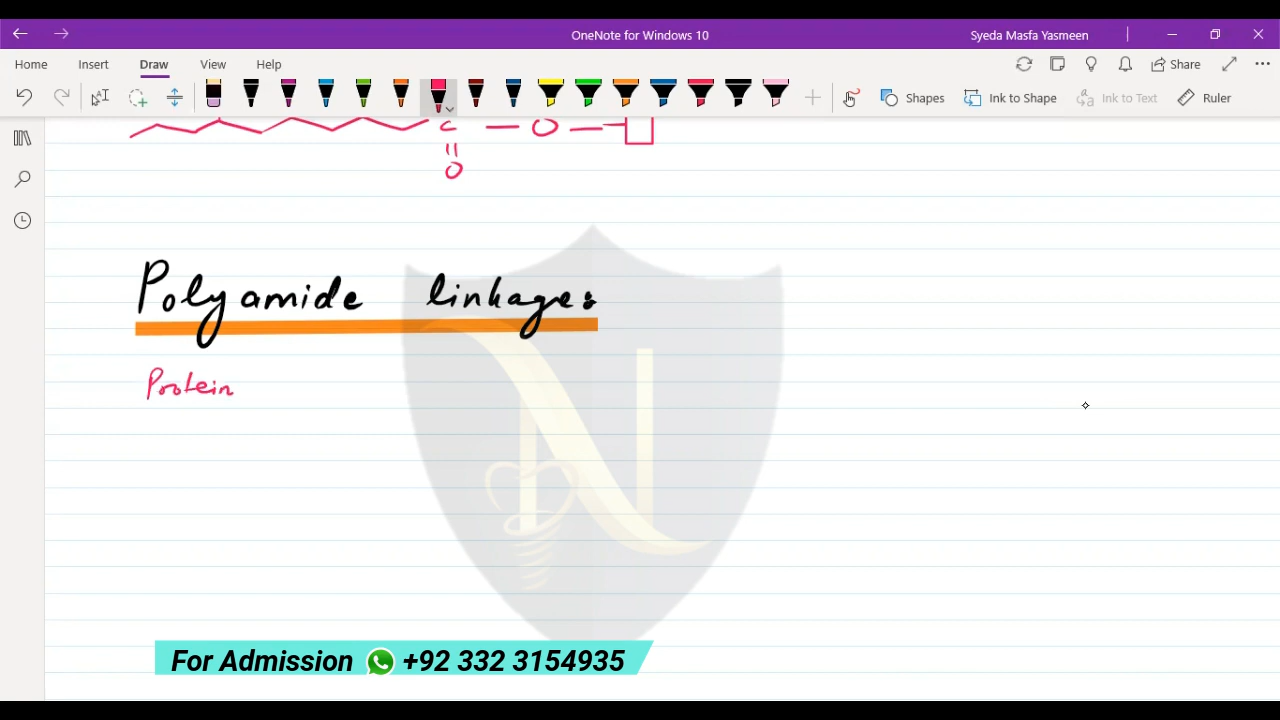 OneNote for Windows 10
Syeda Masfa Yasmeen
Home Insert Draw View Help
Share
Shapes Ink to Shape Ink to Text Ruler
C — O —
O
Polyamide linkages
Protein
N
For Admission +92 332 3154935